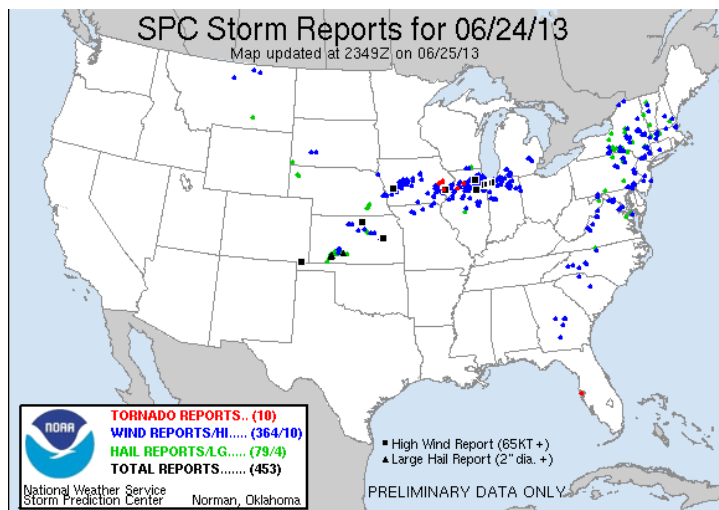 SPC Storm Reports for 06/24/13
Map updated at 2349Z on 06/25/13
NOAA
TORNADO REPORTS.. (10)
WIND REPORTS/HI..... (364/10)
HAIL REPORTS/LG..... (79/4)
TOTAL REPORTS....... (453)
National Weather Service
Storm Prediction Center Norman, Oklahoma
High Wind Report (65KT +)
Large Hail Report (2" dia. +)
PRELIMINARY DATA ONLY